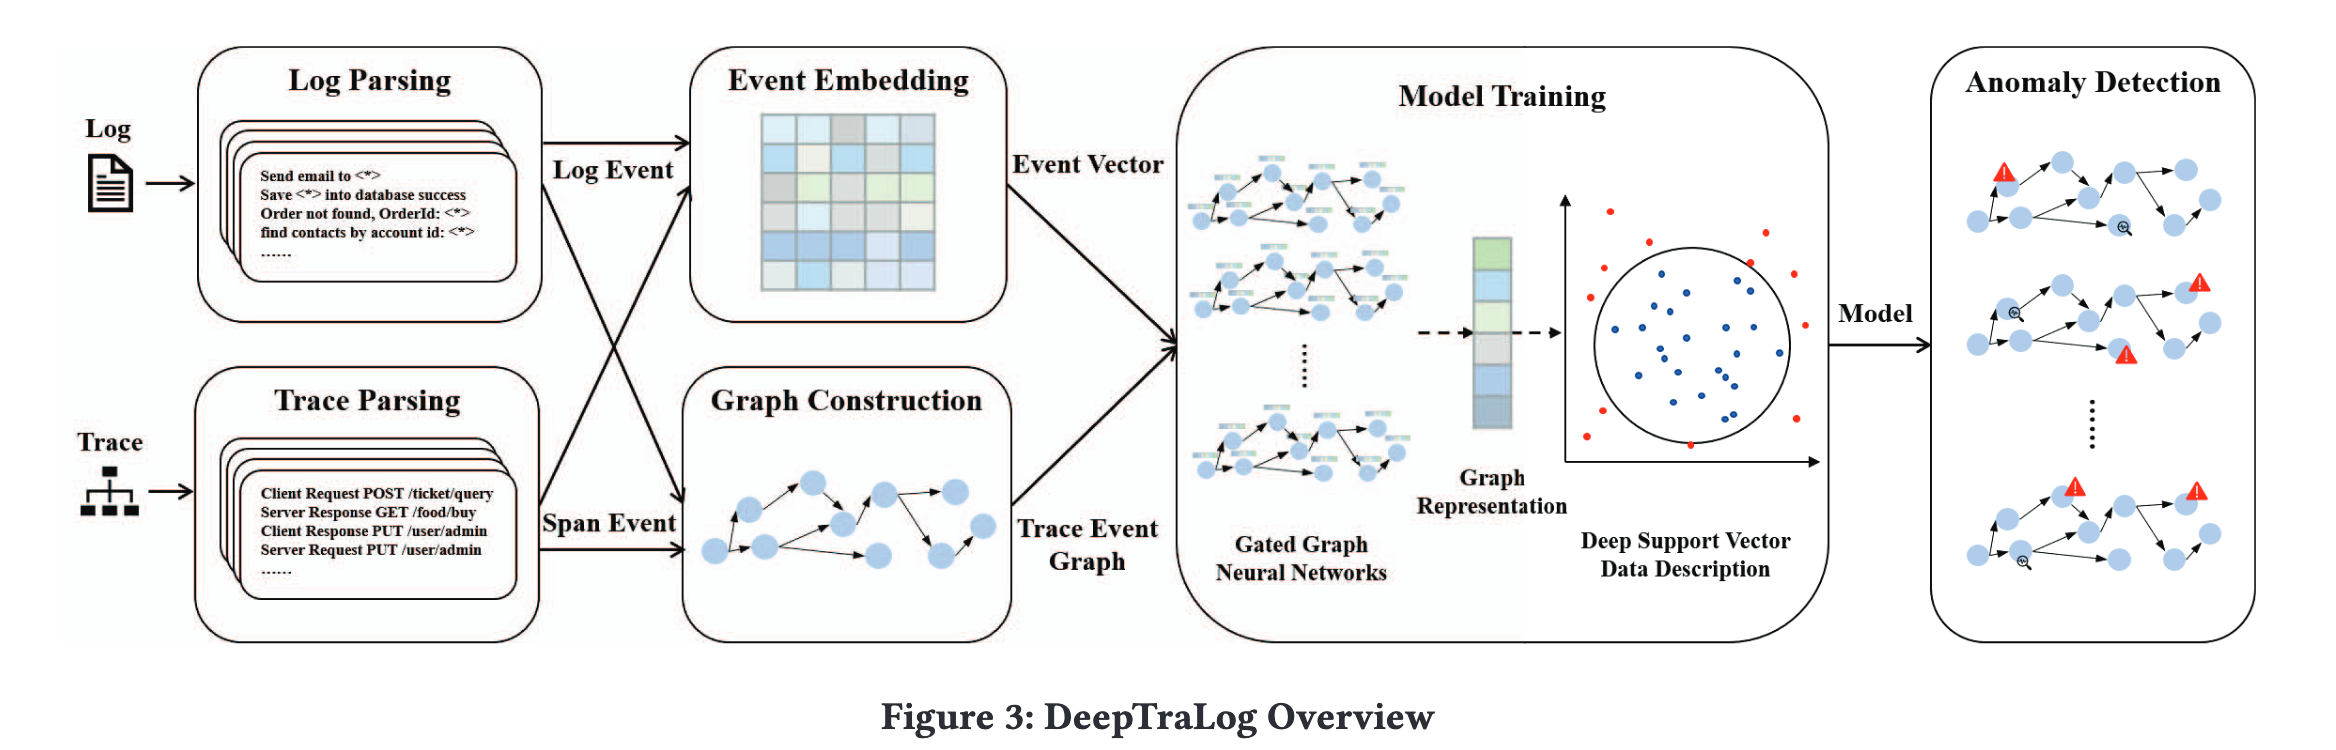 Log
Log Parsing
Send email to <*>
Save <*> into database success
Order not found, OrderId: <*>
find contacts by account id: <*>
......
Trace
Trace Parsing
Client Request POST /ticket/query
Server Response GET /food/buy
Client Response PUT /user/admin
Server Request PUT /user/admin
......
Log Event
Span Event
Event Embedding
Graph Construction
Event Vector
Trace Event
Graph
Model Training
Gated Graph
Neural Networks
Graph
Representation
Deep Support Vector
Data Description
Model
Anomaly Detection
Figure 3: DeepTraLog Overview